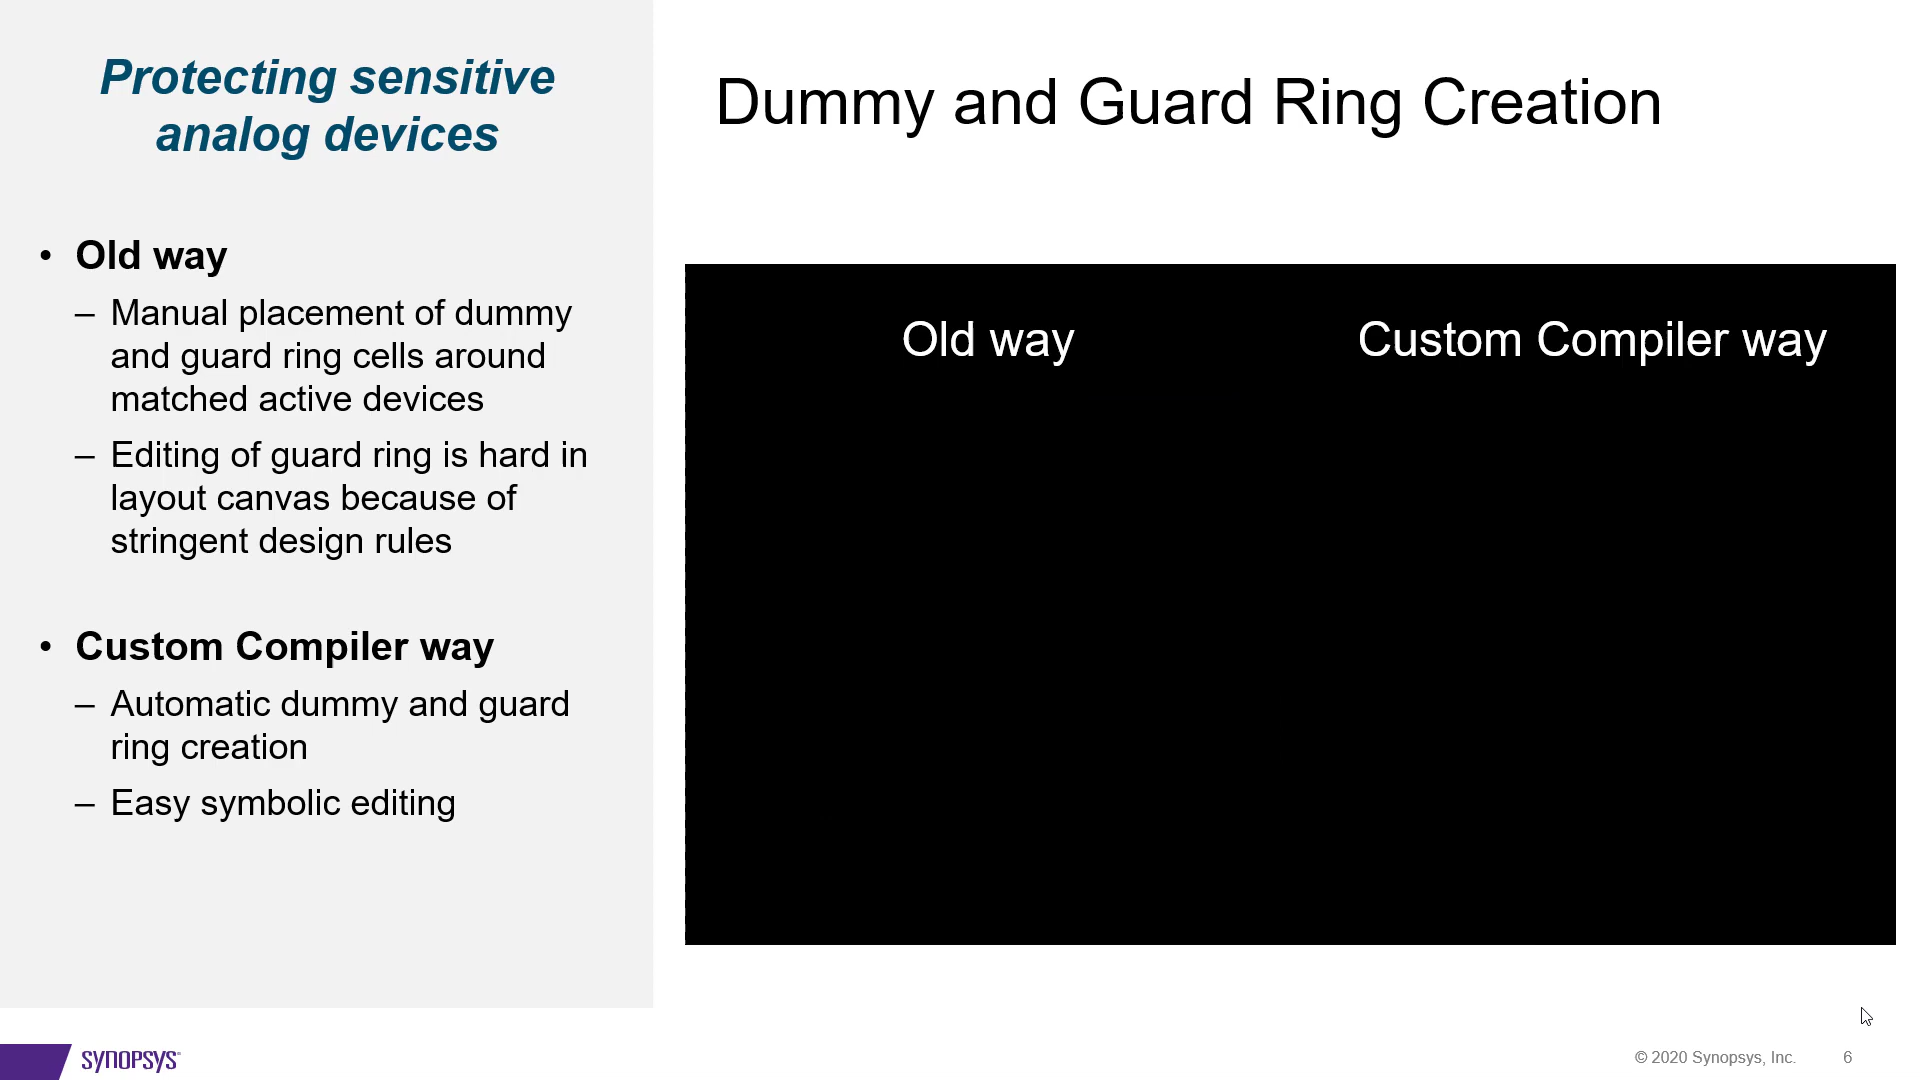 Protecting sensitive
analog devices
• Old way
– Manual placement of dummy
and guard ring cells around
matched active devices
– Editing of guard ring is hard in
layout canvas because of
stringent design rules
• Custom Compiler way
– Automatic dummy and guard
ring creation
– Easy symbolic editing
Dummy and Guard Ring Creation
Old way
Custom Compiler way
SYNOPSYS®
© 2020 Synopsys, Inc.
6